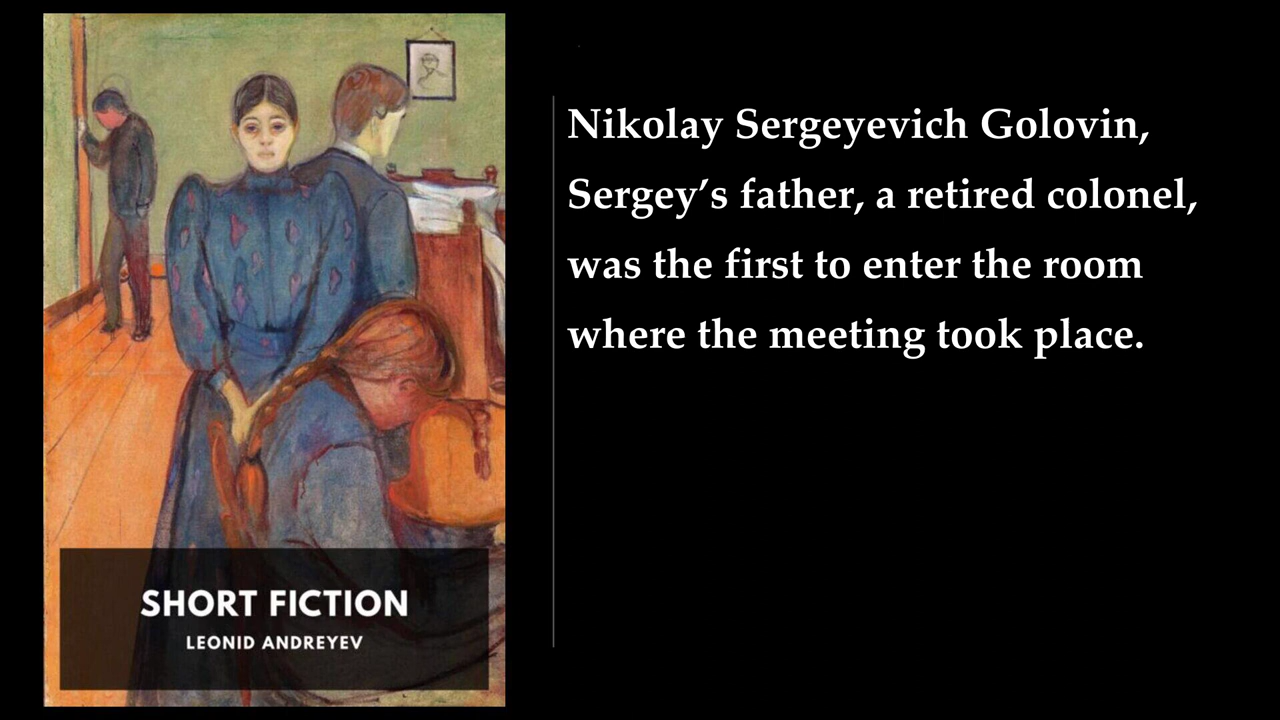 Nikolay Sergeyevich Golovin,
Sergey’s father, a retired colonel,
was the first to enter the room
where the meeting took place.
SHORT FICTION
LEONID ANDREYEV